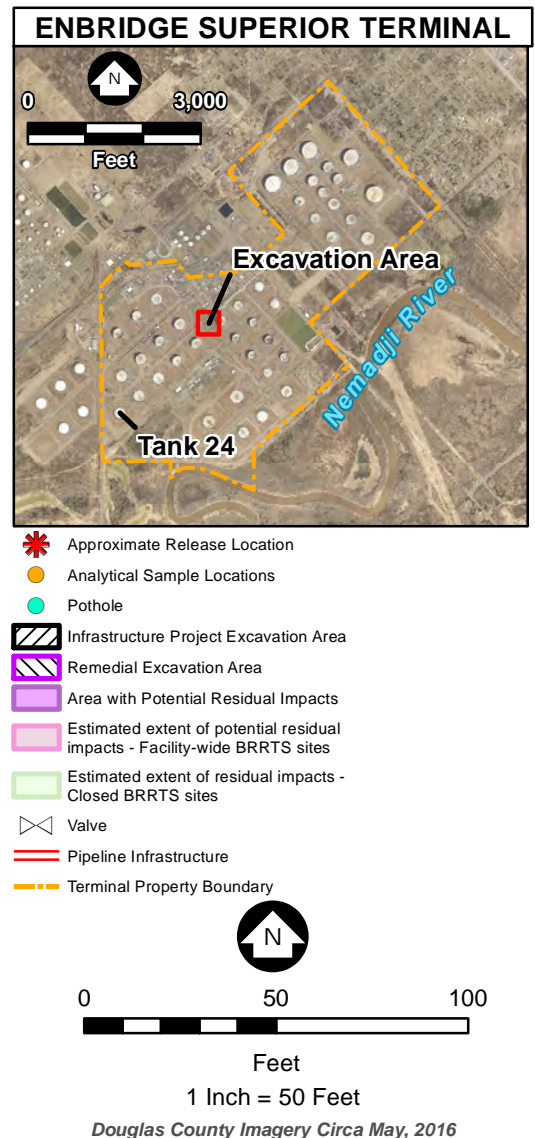 ENBRIDGE SUPERIOR TERMINAL
N
0 3,000
Feet
Excavation Area
Nemadji River
Tank 24
Approximate Release Location
Analytical Sample Locations
Pothole
Infrastructure Project Excavation Area
Remedial Excavation Area
Area with Potential Residual Impacts
Estimated extent of potential residual
impacts - Facility-wide BRRTS sites
Estimated extent of residual impacts -
Closed BRRTS sites
Valve
Pipeline Infrastructure
Terminal Property Boundary
N
0 50 100
Feet
1 Inch = 50 Feet
Douglas County Imagery Circa May, 2016